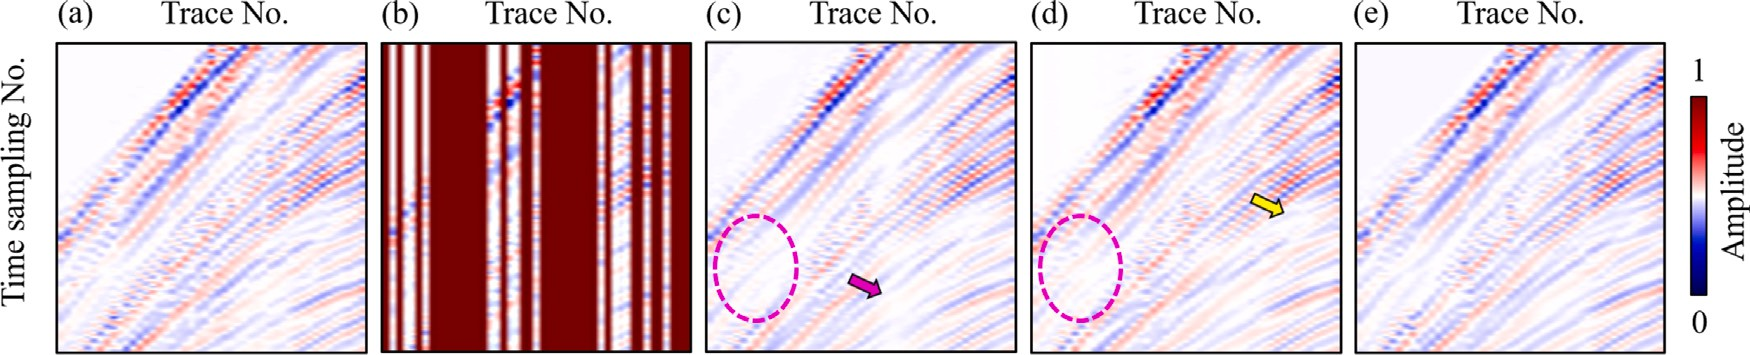 (a) Trace No.
(b) Trace No.
(c) Trace No.
(d) Trace No.
(e) Trace No.
Time sampling No.
1
Amplitude
0